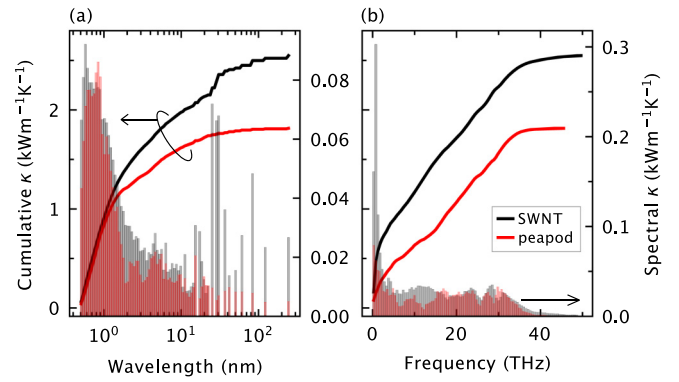 (a)
Wavelength (nm)
10⁰ 10¹ 10²
Cumulative κ (kWm⁻¹K⁻¹)
2
1
0
0.08
0.06
0.04
0.02
0.00
Wavelength (nm)
(b)
SWNT
peapod
0 20 40
Frequency (THz)
0.3
0.2
0.1
0.0
Spectral κ (kWm⁻¹K⁻¹)